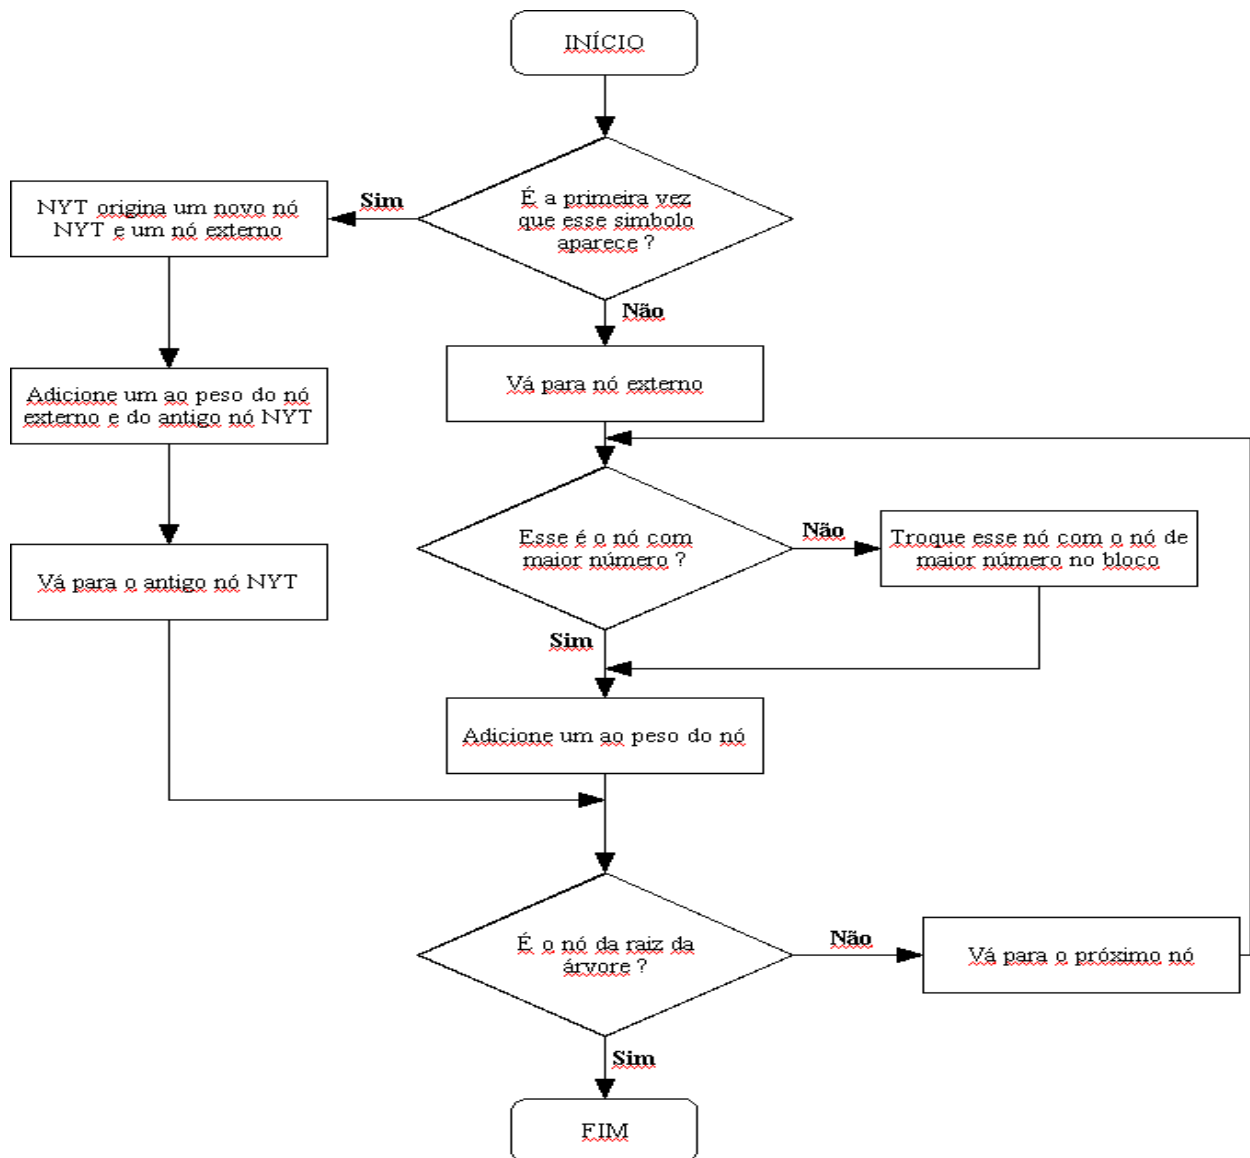 INÍCIO
É a primeira vez
que esse simbolo
aparece ?
Sim
NYT origina um novo nó
NYT e um nó externo
Não
Vá para nó externo
Adicione um ao peso do nó
externo e do antigo nó NYT
Esse é o nó com
maior número ?
Não
Troque esse nó com o nó de
maior número no bloco
Vá para o antigo nó NYT
Sim
Adicione um ao peso do nó
É o nó da raiz da
árvore ?
Não
Vá para o próximo nó
Sim
FIM